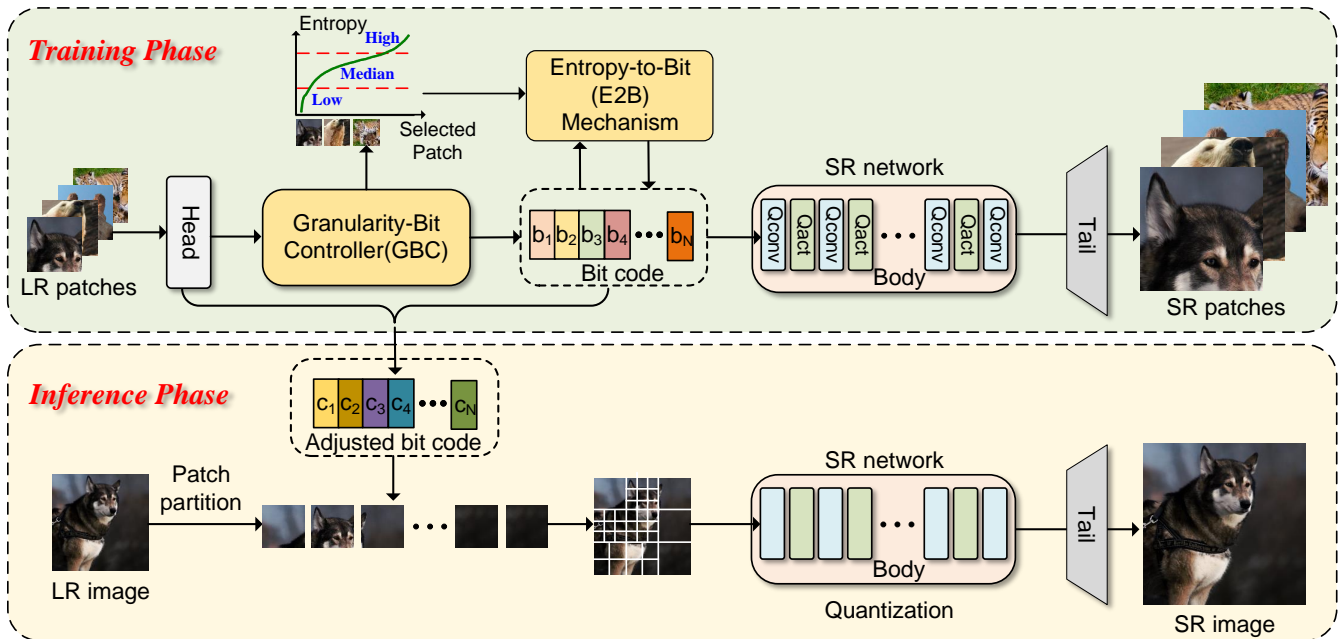 Training Phase
Entropy
High
Median
Low
Selected
Patch
Entropy-to-Bit
(E2B)
Mechanism
LR patches
Head
Granularity-Bit
Controller(GBC)
b1 b2 b3 b4 ••• bN
Bit code
SR network
Qconv Qact Qconv Qact • • • Qconv Qact Qconv
Body
Tail
SR patches
Inference Phase
c1 c2 c3 c4 ••• cN
Adjusted bit code
LR image
Patch
partition
• • •
SR network
• • •
Body
Quantization
Tail
SR image